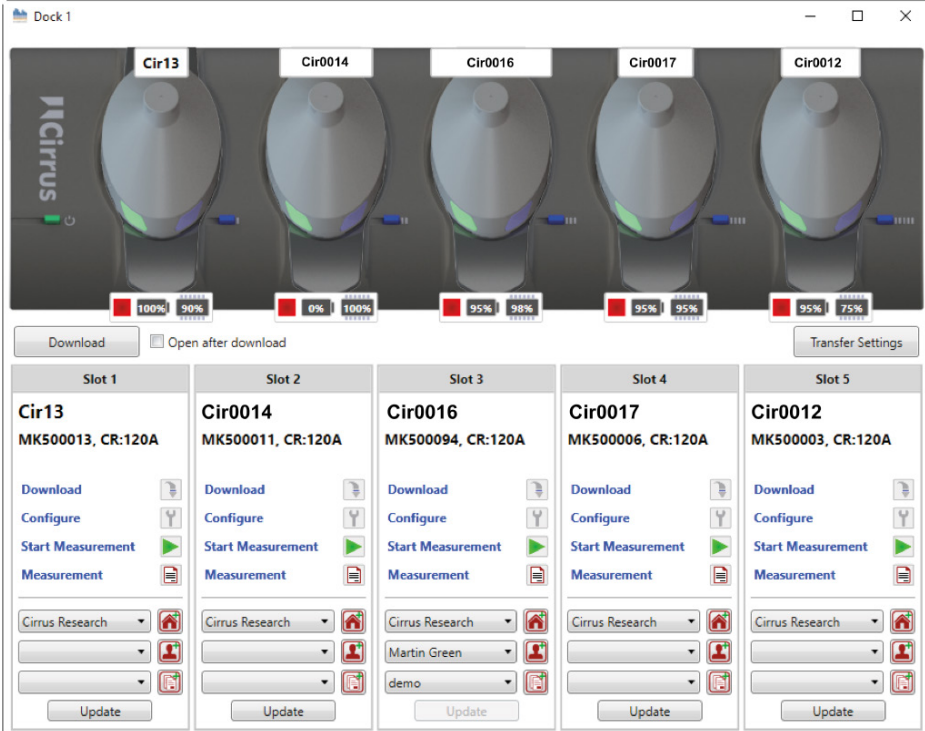 Dock 1
Cir13 Cir0014 Cir0016 Cir0017 Cir0012
Cirrus
100% 90% 0% 100% 95% 98% 95% 95% 95% 75%
Download Open after download Transfer Settings
Slot 1 Slot 2 Slot 3 Slot 4 Slot 5
Cir13 Cir0014 Cir0016 Cir0017 Cir0012
MK500013, CR:120A MK500011, CR:120A MK500094, CR:120A MK500006, CR:120A MK500003, CR:120A
Download Download Download Download Download
Configure Configure Configure Configure Configure
Start Measurement Start Measurement Start Measurement Start Measurement Start Measurement
Measurement Measurement Measurement Measurement Measurement
Cirrus Research Cirrus Research Cirrus Research Cirrus Research Cirrus Research
Martin Green
demo
Update Update Update Update Update